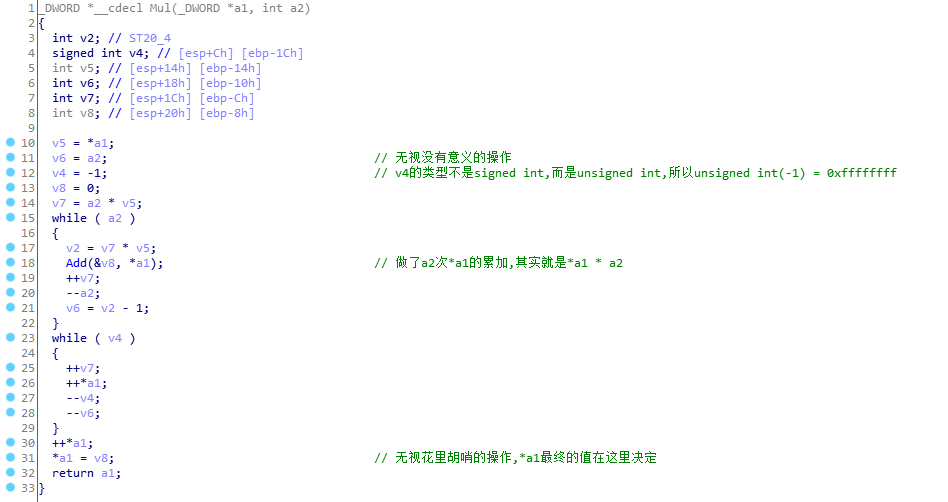 1 _DWORD *__cdecl Mul(_DWORD *a1, int a2)
2 {
3 int v2; // ST20_4
4 signed int v4; // [esp+Ch] [ebp-1Ch]
5 int v5; // [esp+14h] [ebp-14h]
6 int v6; // [esp+18h] [ebp-10h]
7 int v7; // [esp+1Ch] [ebp-Ch]
8 int v8; // [esp+20h] [ebp-8h]
9
10 v5 = *a1;
11 v6 = a2; // 无视没有意义的操作
12 v4 = -1; // v4的类型不是signed int,而是unsigned int,所以unsigned int(-1) = 0xffffffff
13 v8 = 0;
14 v7 = a2 * v5;
15 while ( a2 )
16 {
17 v2 = v7 * v5;
18 Add(&v8, *a1); // 做了a2次*a1的累加,其实就是*a1 * a2
19 ++v7;
20 --a2;
21 v6 = v2 - 1;
22 }
23 while ( v4 )
24 {
25 ++v7;
26 ++*a1;
27 --v4;
28 --v6;
29 }
30 ++*a1;
31 *a1 = v8; // 无视花里胡哨的操作,*a1最终的值在这里决定
32 return a1;
33 }